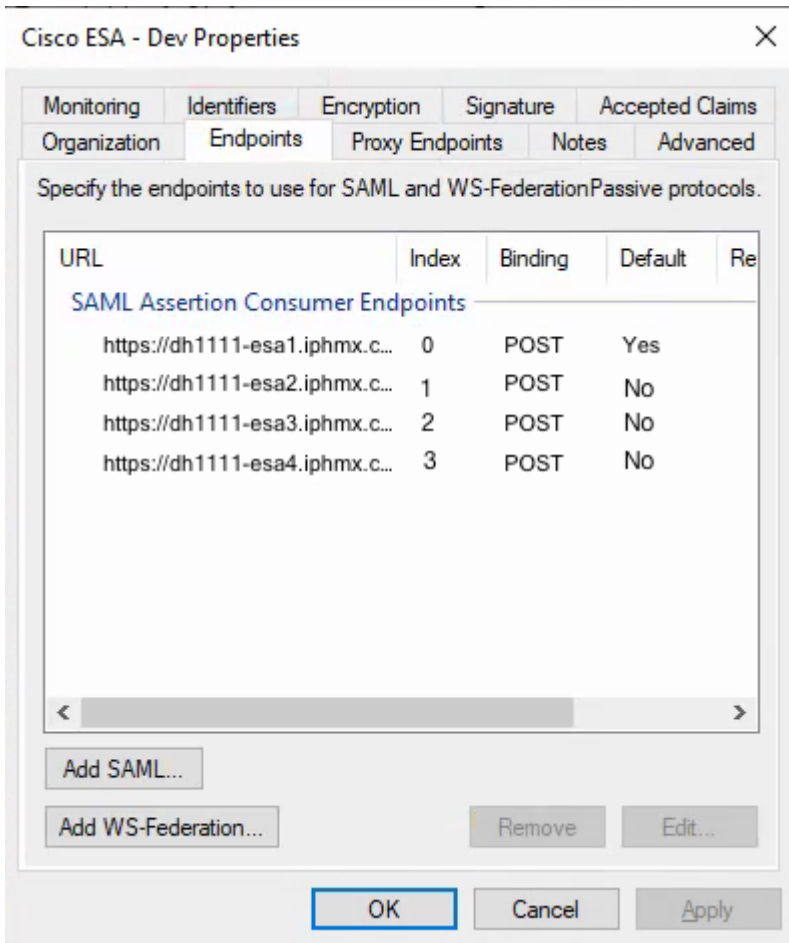 Cisco ESA - Dev Properties
Monitoring Identifiers Encryption Signature Accepted Claims
Organization Endpoints Proxy Endpoints Notes Advanced
Specify the endpoints to use for SAML and WS-FederationPassive protocols.
URL Index Binding Default Re
SAML Assertion Consumer Endpoints
https://dh1111-esa1.iphmx.c... 0 POST Yes
https://dh1111-esa2.iphmx.c... 1 POST No
https://dh1111-esa3.iphmx.c... 2 POST No
https://dh1111-esa4.iphmx.c... 3 POST No
Add SAML...
Add WS-Federation... Remove Edit...
OK Cancel Apply